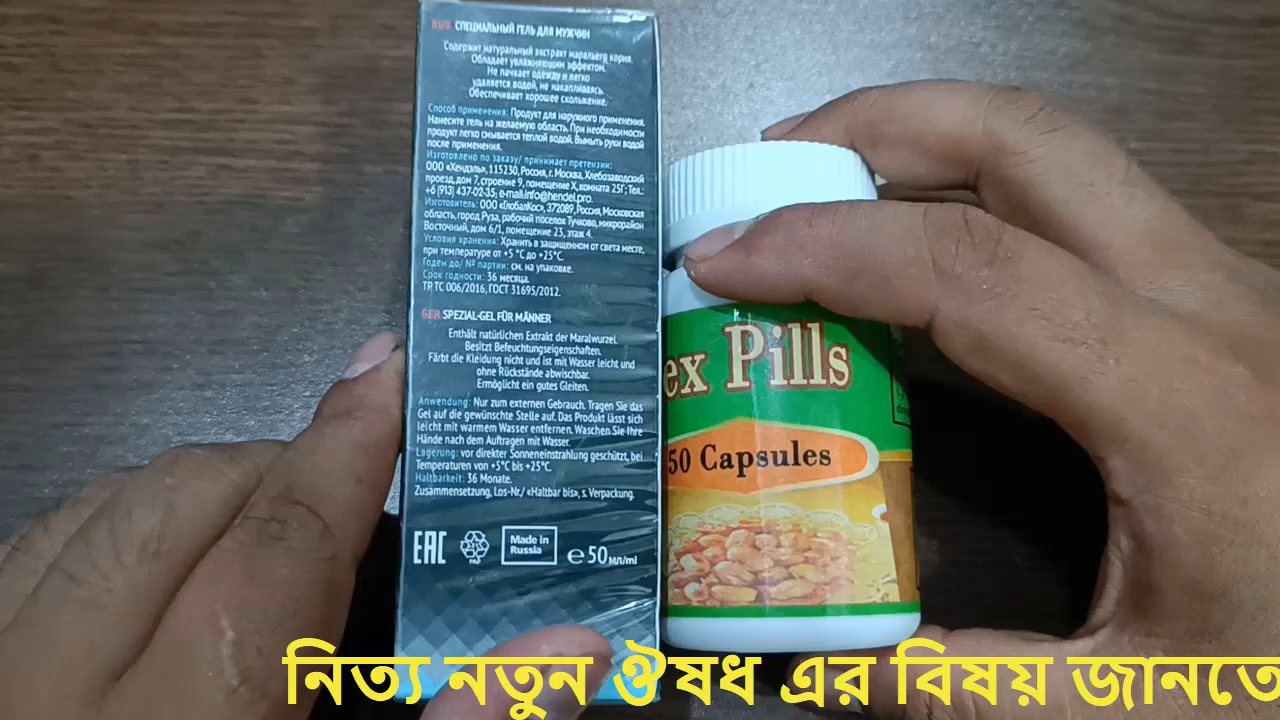 RUS СПЕЦИАЛЬНЫЙ ГЕЛЬ ДЛЯ МУЖЧИН
Содержит натуральный экстракт маральего корня.
Обладает увлажняющим эффектом.
Не пачкает одежду и легко
удаляется водой, не накапливаясь.
Обеспечивает хорошее скольжение.
Способ применения: Продукт для наружного применения.
Нанесите гель на желаемую область. При необходимости
продукт легко смывается теплой водой. Вымыть руки водой
после применения.
Изготовлено по заказу/ принимает претензии:
ООО «Хендэль», 115230, Россия, г. Москва, Хлебозаводский
проезд, дом 7, строение 9, помещение X, комната 25Г; Тел.:
+6 (913) 437-02-35; e-mail.info@hendel.pro.
Изготовитель: ООО «ГлобалКос», 372089, Россия, Московская
область, город Руза, рабочий поселок Тучково, микрорайон
Восточный, дом 6/1, помещение 23, этаж 4.
Условия хранения: Хранить в защищенном от света месте,
при температуре от +5 °C до +25°C.
Годен до/ № партии: см. на упаковке.
Срок годности: 36 месяца.
ТР ТС 006/2016, ГОСТ 31695/2012.
GER SPEZIAL-GEL FÜR MÄNNER
Enthält natürlichen Extrakt der Maralwurzel.
Besitzt Befeuchtungseigenschaften.
Färbt die Kleidung nicht und ist mit Wasser leicht und
ohne Rückstände abwischbar.
Ermöglicht ein gutes Gleiten.
Anwendung: Nur zum externen Gebrauch. Tragen Sie das
Gel auf die gewünschte Stelle auf. Das Produkt lässt sich
leicht mit warmem Wasser entfernen. Waschen Sie Ihre
Hände nach dem Auftragen mit Wasser.
Lagerung: vor direkter Sonneneinstrahlung geschützt, bei
Temperaturen von +5°C bis +25°C.
Haltbarkeit: 36 Monate.
Zusammensetzung, Los-Nr./ «Haltbar bis», s. Verpackung.
EAC
PAP
Made in
Russia
℮ 50 мл/ml
ex Pills
50 Capsules
নিত্য নতুন ঔষধ এর বিষয় জানতে